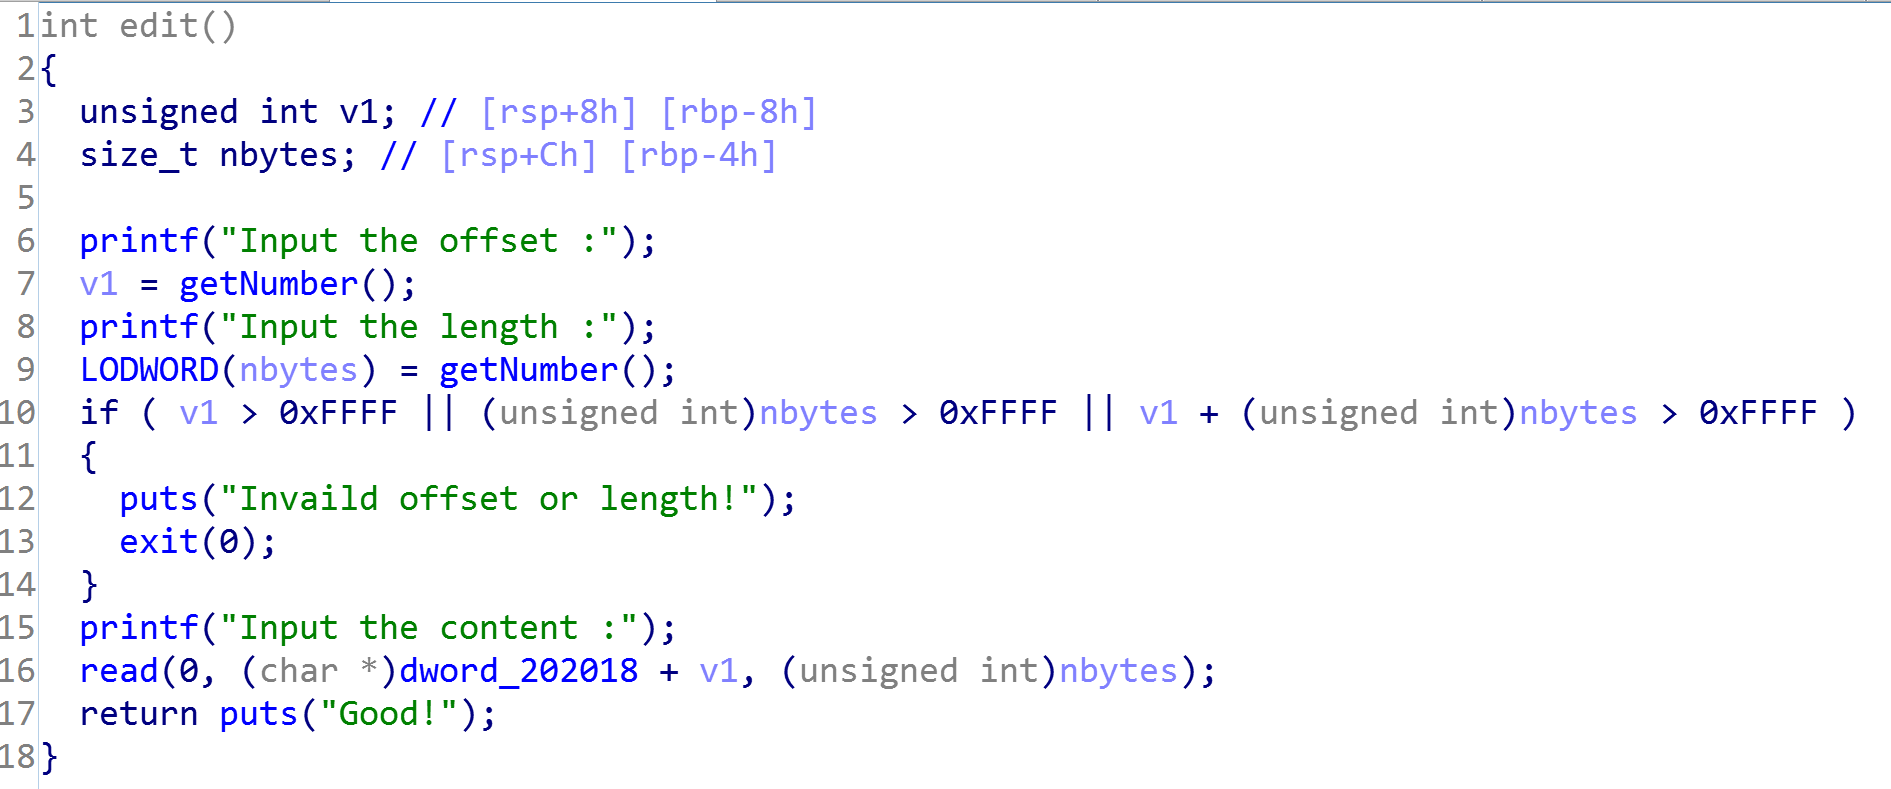 1 int edit()
2 {
3   unsigned int v1; // [rsp+8h] [rbp-8h]
4   size_t nbytes; // [rsp+Ch] [rbp-4h]
5
6   printf("Input the offset :");
7   v1 = getNumber();
8   printf("Input the length :");
9   LODWORD(nbytes) = getNumber();
10   if ( v1 > 0xFFFF || (unsigned int)nbytes > 0xFFFF || v1 + (unsigned int)nbytes > 0xFFFF )
11   {
12     puts("Invaild offset or length!");
13     exit(0);
14   }
15   printf("Input the content :");
16   read(0, (char *)dword_202018 + v1, (unsigned int)nbytes);
17   return puts("Good!");
18 }